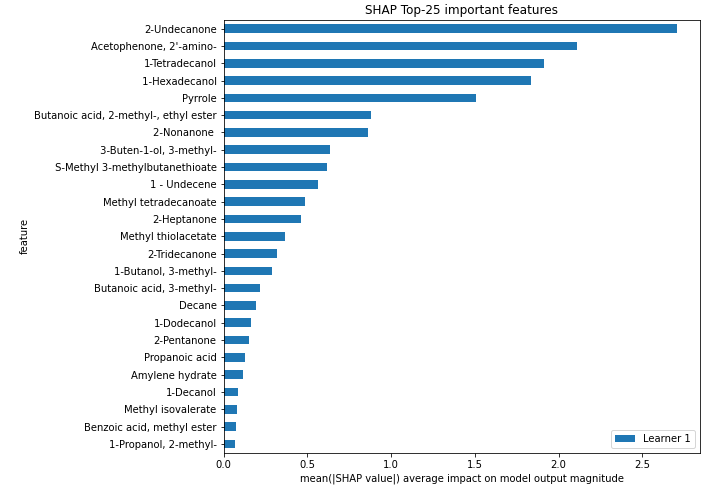 SHAP Top-25 important features
2-Undecanone
Acetophenone, 2'-amino-
1-Tetradecanol
1-Hexadecanol
Pyrrole
Butanoic acid, 2-methyl-, ethyl ester
2-Nonanone
3-Buten-1-ol, 3-methyl-
S-Methyl 3-methylbutanethioate
1 - Undecene
Methyl tetradecanoate
2-Heptanone
Methyl thiolacetate
2-Tridecanone
1-Butanol, 3-methyl-
Butanoic acid, 3-methyl-
Decane
1-Dodecanol
2-Pentanone
Propanoic acid
Amylene hydrate
1-Decanol
Methyl isovalerate
Benzoic acid, methyl ester
1-Propanol, 2-methyl-
feature
Learner 1
0.0 0.5 1.0 1.5 2.0 2.5
mean(|SHAP value|) average impact on model output magnitude